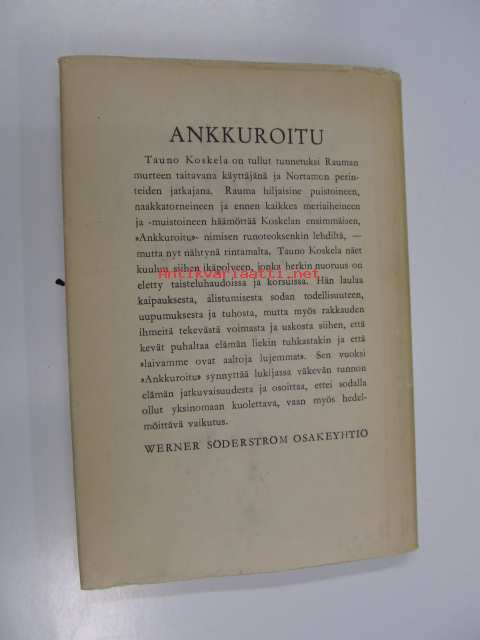 ANKKUROITU
Tauno Koskela on tullut tunnetuksi Rauman
murteen taitavana käyttäjänä ja Nortamon perin-
teiden jatkajana. Rauma hiljaisine puistoineen,
naakkatorneineen ja ennen kaikkea meriaiheineen
ja -muistoineen häämöttää Koskelan ensimmäisen,
»Ankkuroitu»- nimisen runoteoksenkin lehdiltä, —
mutta nyt nähtynä rintamalta. Tauno Koskela näet
kuuluu siihen ikäpolveen, jonka herkin nuoruus on
eletty taisteluhaudoissa ja korsuissa. Hän laulaa
kaipauksesta, alistumisesta sodan todellisuuteen,
uupumuksesta ja tuhosta, mutta myös rakkauden
ihmeitä tekevästä voimasta ja uskosta siihen, että
kevät puhaltaa elämän liekin tuhkastakin ja että
»laivamme ovat aaltoja lujemmat». Sen vuoksi
»Ankkuroitu» synnyttää lukijassa väkevän tunnon
elämän jatkuvaisuudesta ja osoittaa, ettei sodalla
ollut yksinomaan kuolettava, vaan myös hedel-
möittävä vaikutus.
WERNER SÖDERSTRÖM OSAKEYHTIÖ
Antikvariaatti.net